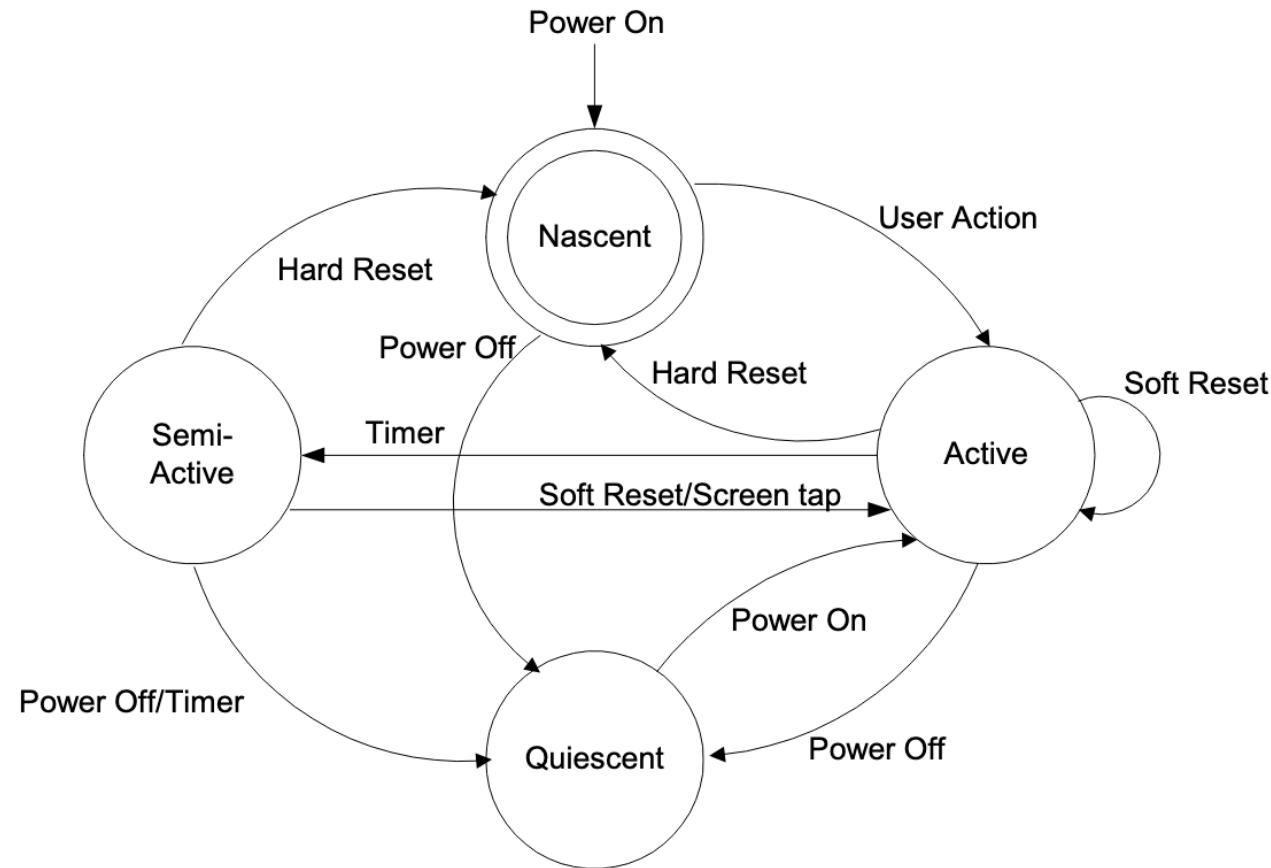 Power On
Nascent
User Action
Hard Reset
Power Off
Hard Reset
Soft Reset
Semi-
Active
Timer
Active
Soft Reset/Screen tap
Power On
Power Off/Timer
Quiescent
Power Off